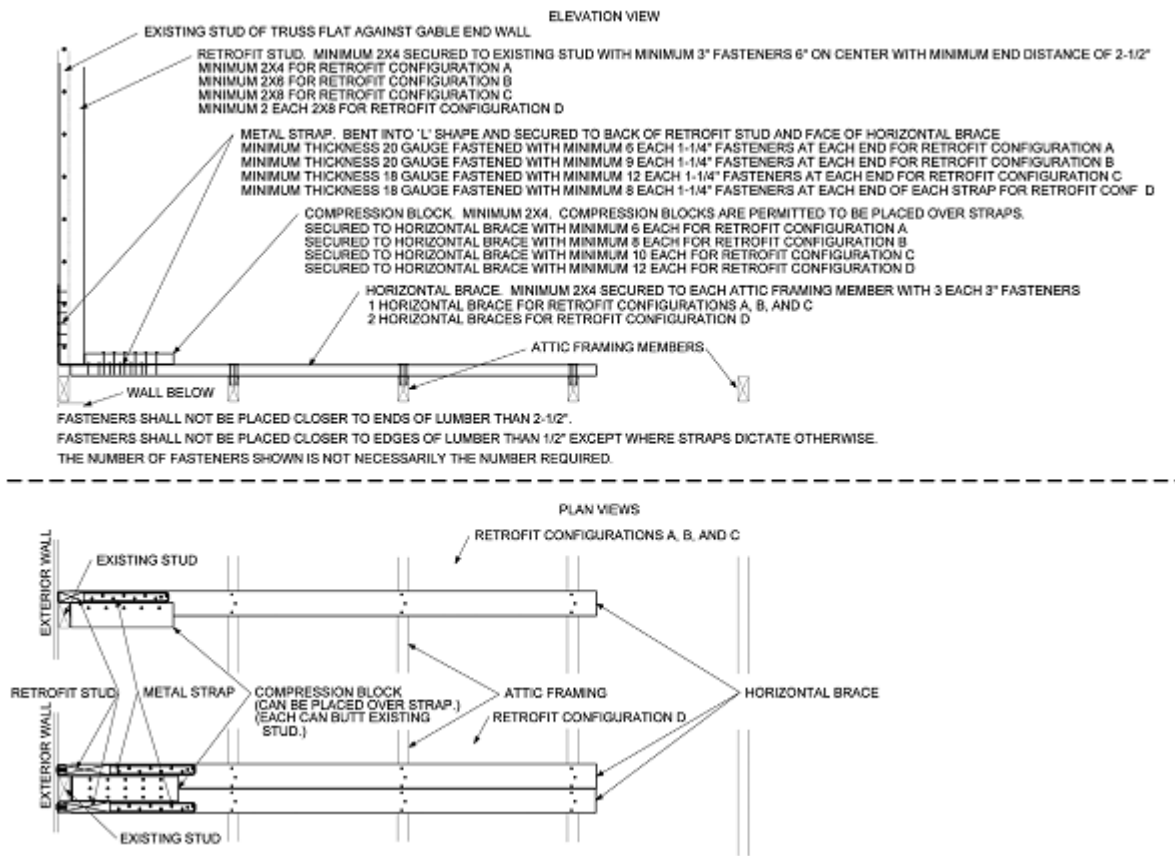 ELEVATION VIEW
EXISTING STUD OF TRUSS FLAT AGAINST GABLE END WALL
RETROFIT STUD. MINIMUM 2X4 SECURED TO EXISTING STUD WITH MINIMUM 3" FASTENERS 6" ON CENTER WITH MINIMUM END DISTANCE OF 2-1/2"
MINIMUM 2X4 FOR RETROFIT CONFIGURATION A
MINIMUM 2X6 FOR RETROFIT CONFIGURATION B
MINIMUM 2X8 FOR RETROFIT CONFIGURATION C
MINIMUM 2 EACH 2X8 FOR RETROFIT CONFIGURATION D
METAL STRAP. BENT INTO 'L' SHAPE AND SECURED TO BACK OF RETROFIT STUD AND FACE OF HORIZONTAL BRACE
MINIMUM THICKNESS 20 GAUGE FASTENED WITH MINIMUM 6 EACH 1-1/4" FASTENERS AT EACH END FOR RETROFIT CONFIGURATION A
MINIMUM THICKNESS 20 GAUGE FASTENED WITH MINIMUM 9 EACH 1-1/4" FASTENERS AT EACH END FOR RETROFIT CONFIGURATION B
MINIMUM THICKNESS 18 GAUGE FASTENED WITH MINIMUM 12 EACH 1-1/4" FASTENERS AT EACH END FOR RETROFIT CONFIGURATION C
MINIMUM THICKNESS 18 GAUGE FASTENED WITH MINIMUM 8 EACH 1-1/4" FASTENERS AT EACH END OF EACH STRAP FOR RETROFIT CONF D
COMPRESSION BLOCK. MINIMUM 2X4. COMPRESSION BLOCKS ARE PERMITTED TO BE PLACED OVER STRAPS.
SECURED TO HORIZONTAL BRACE WITH MINIMUM 6 EACH FOR RETROFIT CONFIGURATION A
SECURED TO HORIZONTAL BRACE WITH MINIMUM 8 EACH FOR RETROFIT CONFIGURATION B
SECURED TO HORIZONTAL BRACE WITH MINIMUM 10 EACH FOR RETROFIT CONFIGURATION C
SECURED TO HORIZONTAL BRACE WITH MINIMUM 12 EACH FOR RETROFIT CONFIGURATION D
HORIZONTAL BRACE. MINIMUM 2X4 SECURED TO EACH ATTIC FRAMING MEMBER WITH 3 EACH 3" FASTENERS
1 HORIZONTAL BRACE FOR RETROFIT CONFIGURATIONS A, B, AND C
2 HORIZONTAL BRACES FOR RETROFIT CONFIGURATION D
ATTIC FRAMING MEMBERS
WALL BELOW
FASTENERS SHALL NOT BE PLACED CLOSER TO ENDS OF LUMBER THAN 2-1/2".
FASTENERS SHALL NOT BE PLACED CLOSER TO EDGES OF LUMBER THAN 1/2" EXCEPT WHERE STRAPS DICTATE OTHERWISE.
THE NUMBER OF FASTENERS SHOWN IS NOT NECESSARILY THE NUMBER REQUIRED.
PLAN VIEWS
RETROFIT CONFIGURATIONS A, B, AND C
EXTERIOR WALL
EXISTING STUD
RETROFIT STUD
METAL STRAP
COMPRESSION BLOCK
(CAN BE PLACED OVER STRAP.)
(EACH CAN BUTT EXISTING
STUD.)
ATTIC FRAMING
HORIZONTAL BRACE
RETROFIT CONFIGURATION D
EXTERIOR WALL
EXISTING STUD